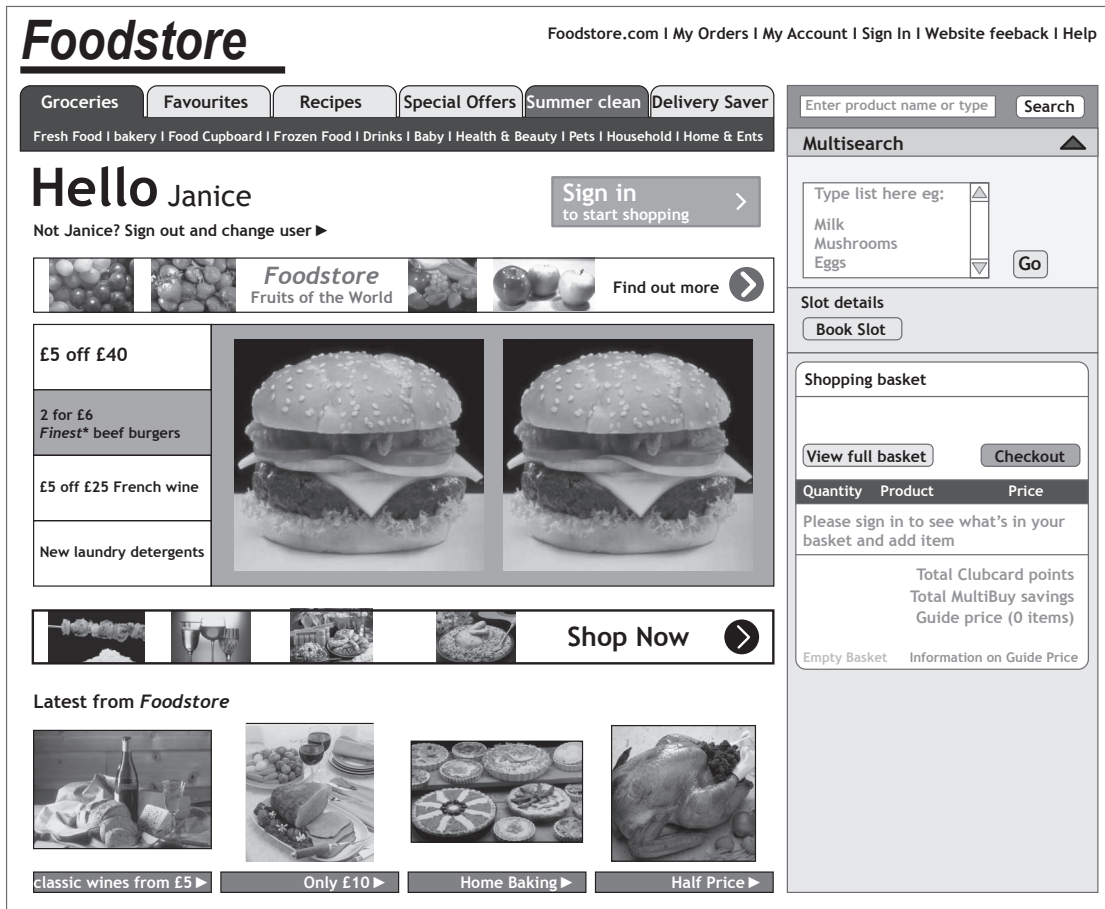 Foodstore
Foodstore.com I My Orders I My Account I Sign In I Website feeback I Help
Groceries
Favourites
Recipes
Special Offers
Summer clean
Delivery Saver
Fresh Food I bakery I Food Cupboard I Frozen Food I Drinks I Baby I Health & Beauty I Pets I Household I Home & Ents
Hello Janice
Not Janice? Sign out and change user ►
Sign in
to start shopping
Foodstore
Fruits of the World
Find out more
£5 off £40
2 for £6
Finest* beef burgers
£5 off £25 French wine
New laundry detergents
Shop Now
Latest from Foodstore
classic wines from £5 ►
Only £10 ►
Home Baking ►
Half Price ►
Enter product name or type
Search
Multisearch
Type list here eg:
Milk
Mushrooms
Eggs
Go
Slot details
Book Slot
Shopping basket
View full basket
Checkout
Quantity Product Price
Please sign in to see what's in your
basket and add item
Total Clubcard points
Total MultiBuy savings
Guide price (0 items)
Empty Basket
Information on Guide Price